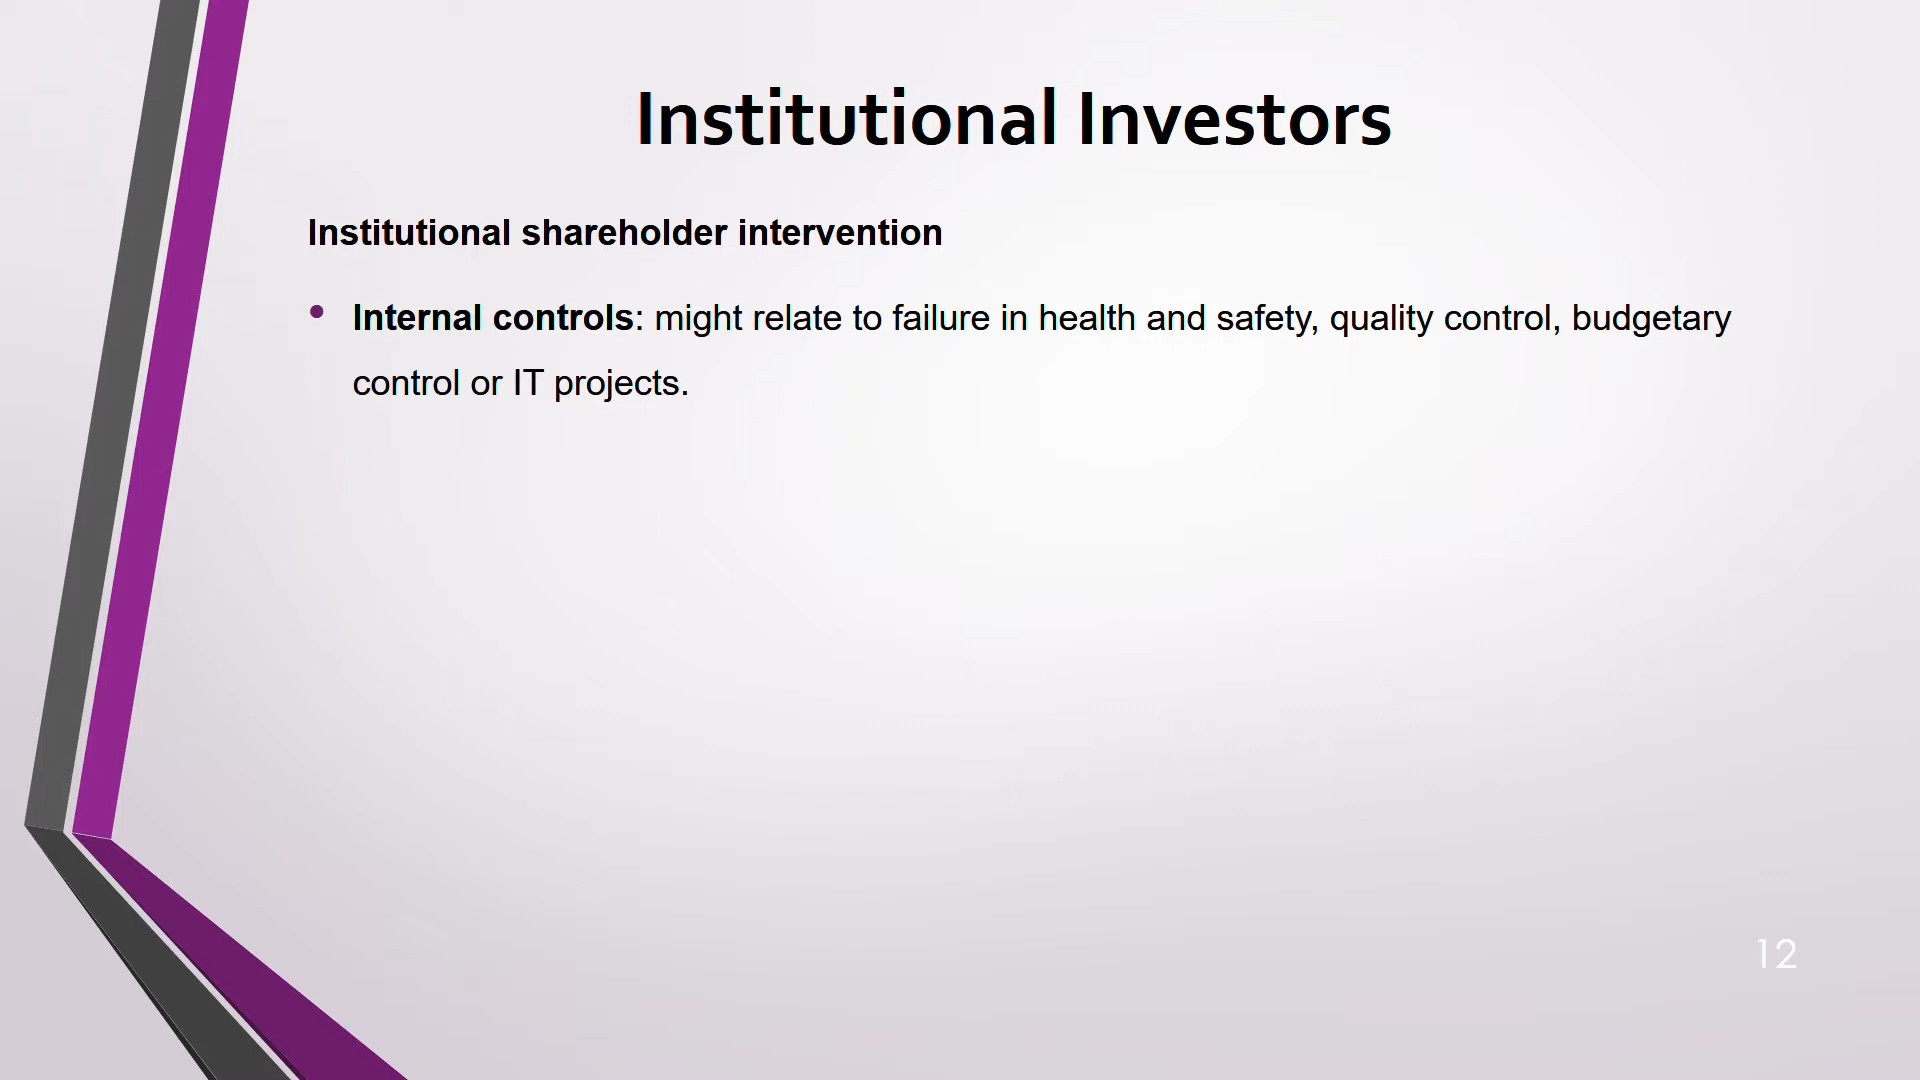 Institutional Investors
Institutional shareholder intervention
• Internal controls: might relate to failure in health and safety, quality control, budgetary
control or IT projects.
12